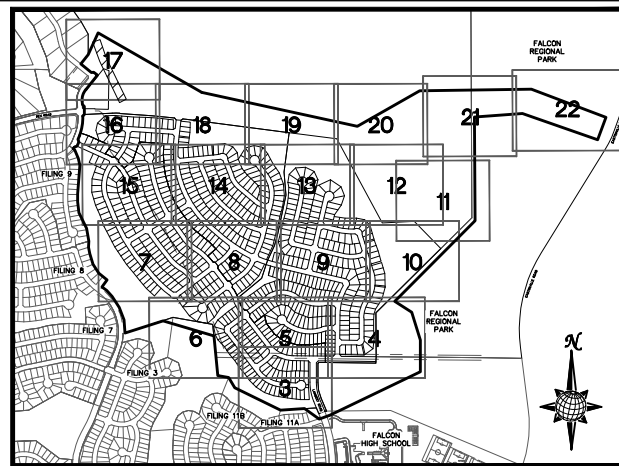 FALCON
REGIONAL
PARK
17
22
21
16
18
19
20
FILING 9
15
14
13
12
11
FILING 8
7
8
9
10
FALCON
REGIONAL
PARK
FILING 7
6
5
4
N
FILING 3
3
FILING 11B
FILING 11A
FALCON
HIGH SCHOOL